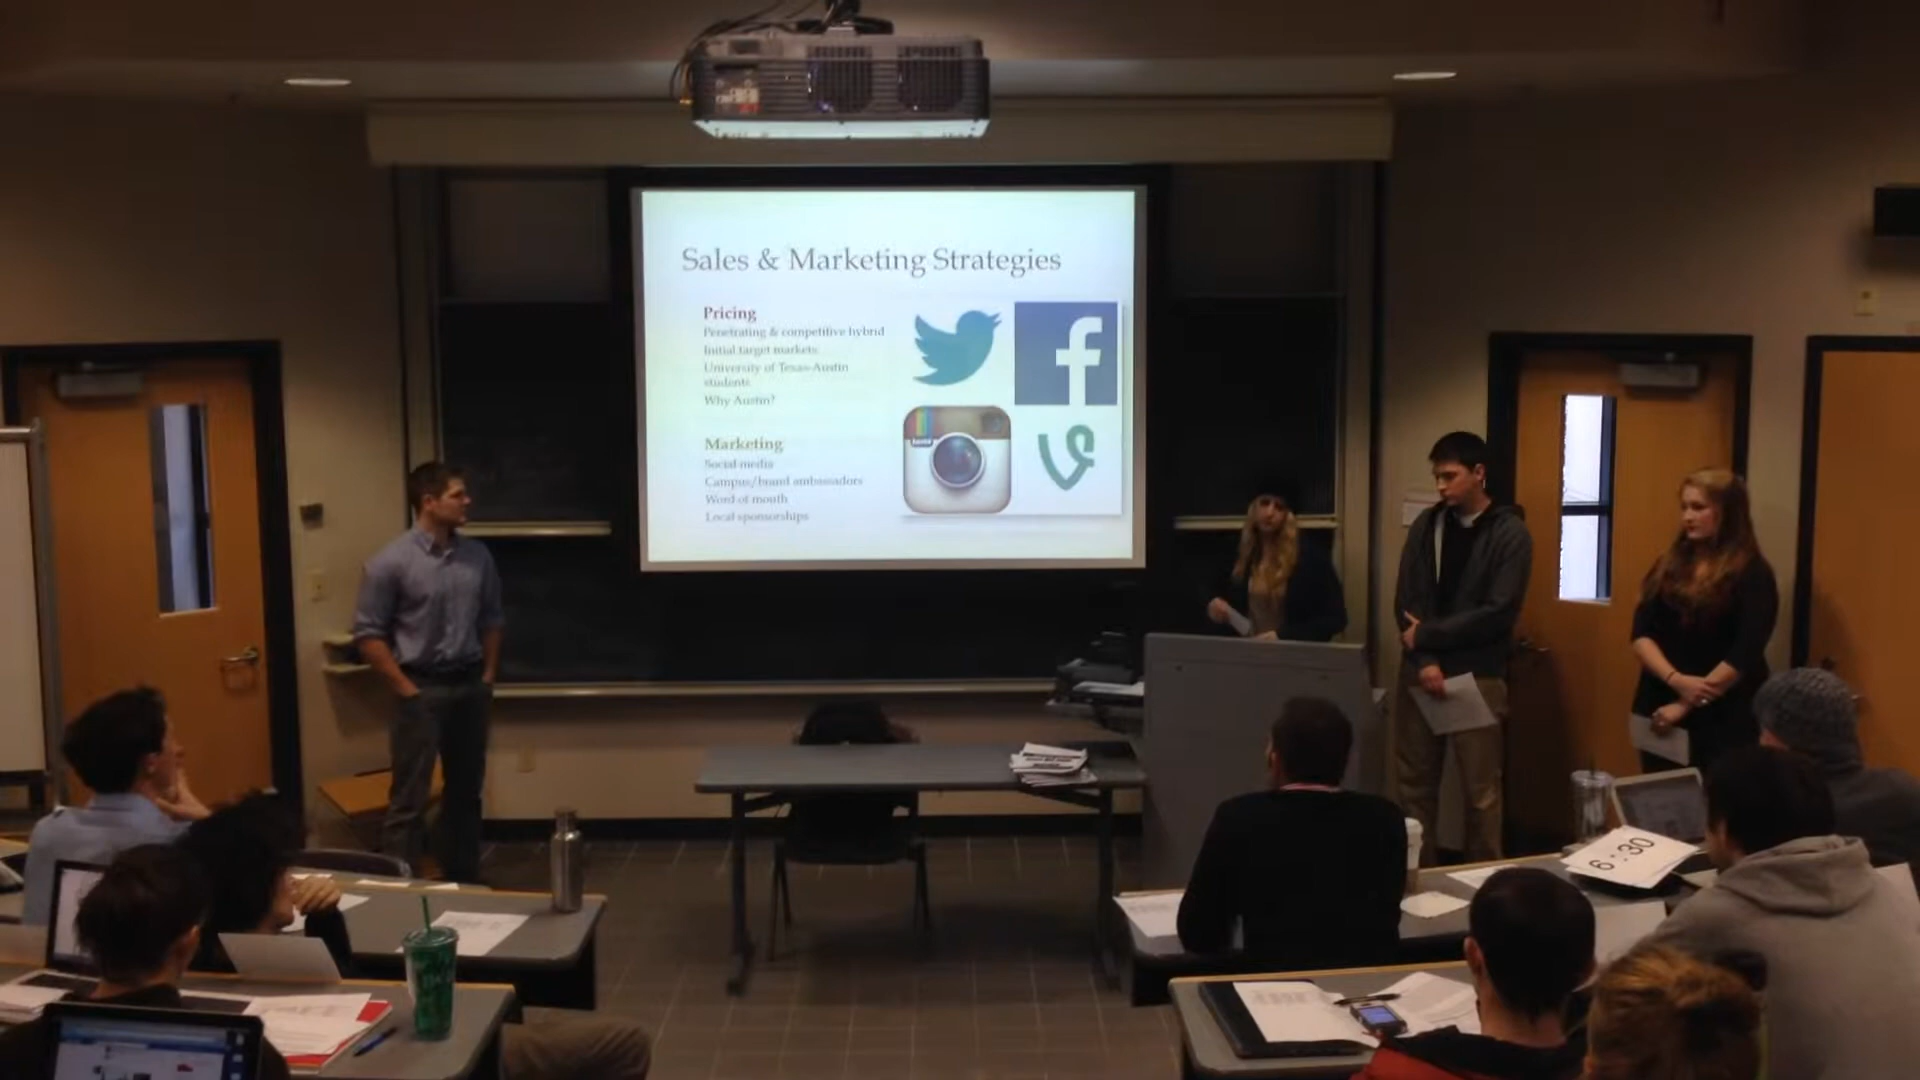 Sales & Marketing Strategies
Pricing
Penetrating & competitive hybrid
Initial target markets:
University of Texas-Austin
students
Why Austin?
Marketing
Social media
Campus/brand ambassadors
Word of mouth
Local sponsorships
6:30